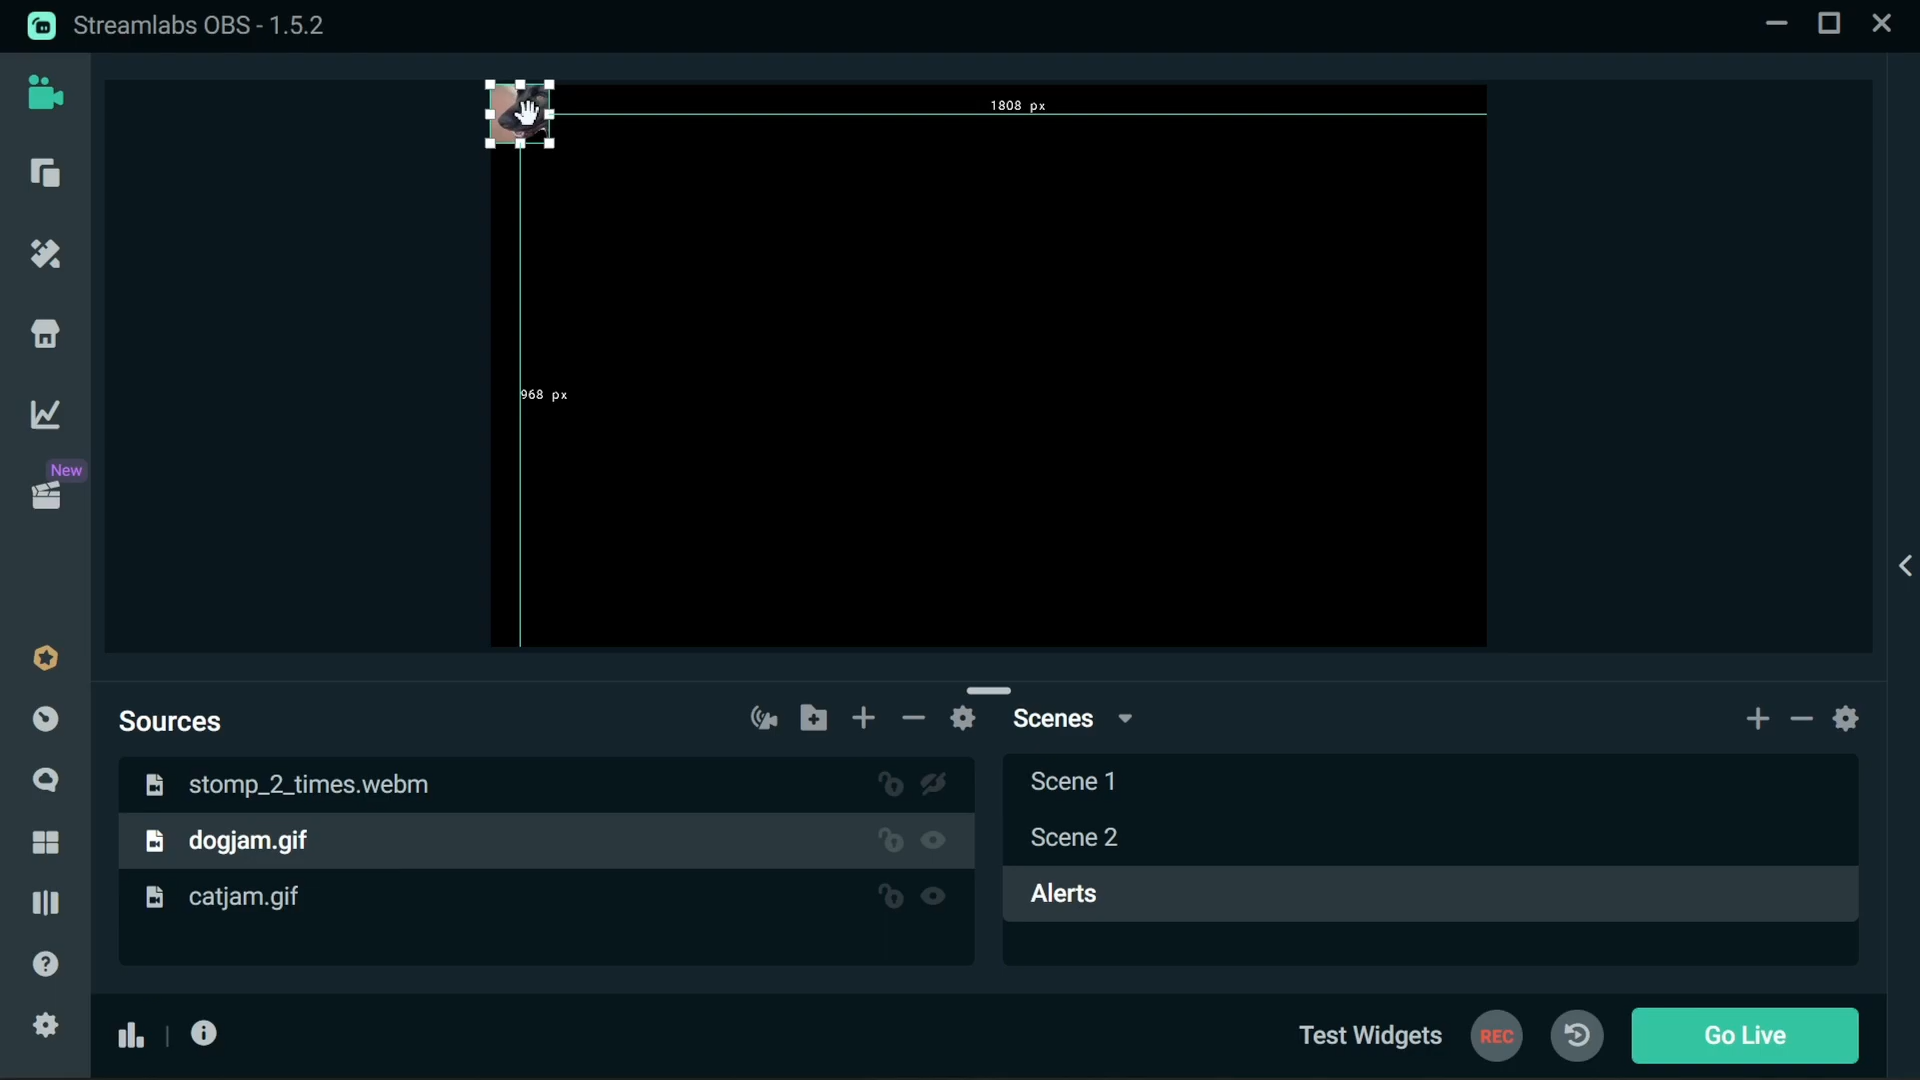 Streamlabs OBS - 1.5.2
1808 px
968 px
New
Sources
Scenes
stomp_2_times.webm
dogjam.gif
catjam.gif
Scene 1
Scene 2
Alerts
Test Widgets
REC
Go Live